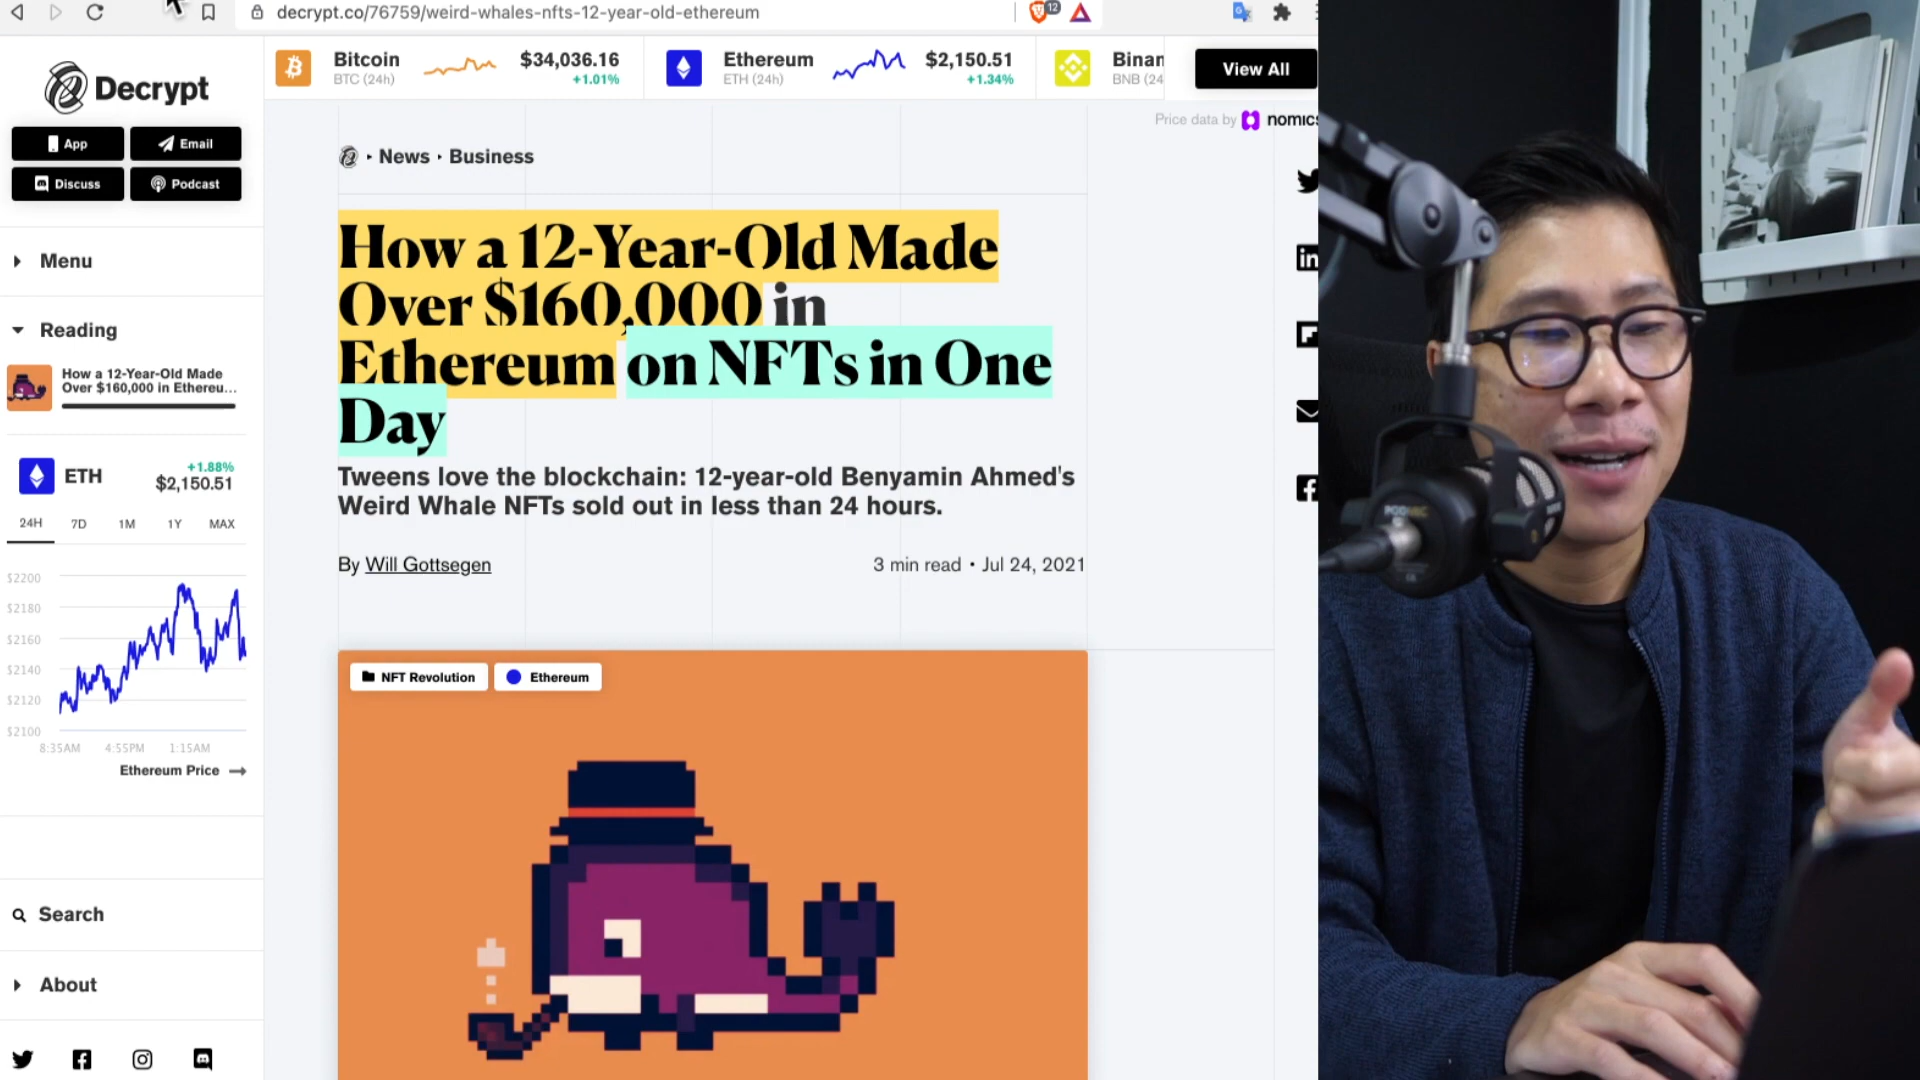 decrypt.co/76759/weird-whales-nfts-12-year-old-ethereum
12
Decrypt
App
Email
Discuss
Podcast
Menu
Reading
How a 12-Year-Old Made
Over $160,000 in Ethereu...
ETH
+1.88%
$2,150.51
24H 7D 1M 1Y MAX
$2200
$2180
$2160
$2140
$2120
$2100
8:35AM 4:55PM 1:15AM
Ethereum Price →
Search
About
Bitcoin
BTC (24h)
$34,036.16
+1.01%
Ethereum
ETH (24h)
$2,150.51
+1.34%
Binan
BNB (24
View All
Price data by nomics
News · Business
How a 12-Year-Old Made
Over $160,000 in
Ethereum on NFTs in One
Day
Tweens love the blockchain: 12-year-old Benyamin Ahmed's
Weird Whale NFTs sold out in less than 24 hours.
By Will Gottsegen
3 min read • Jul 24, 2021
NFT Revolution
Ethereum
PODMIC